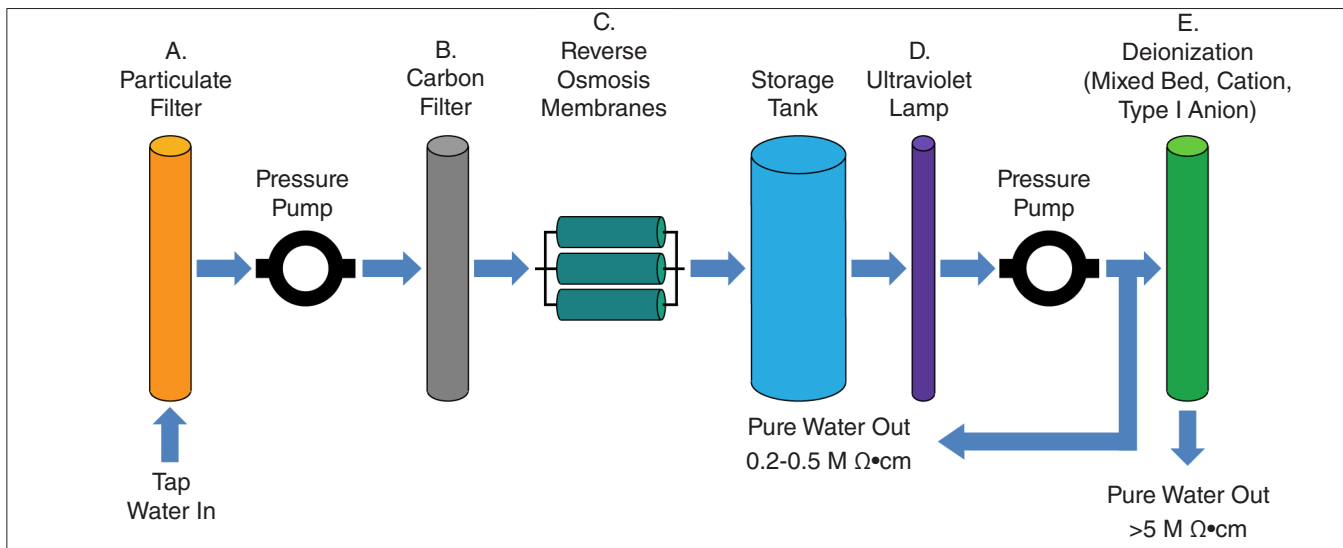 A.
Particulate
Filter
Pressure
Pump
B.
Carbon
Filter
C.
Reverse
Osmosis
Membranes
Storage
Tank
D.
Ultraviolet
Lamp
Pressure
Pump
E.
Deionization
(Mixed Bed, Cation,
Type I Anion)
Tap
Water In
Pure Water Out
0.2-0.5 M Ω•cm
Pure Water Out
>5 M Ω•cm